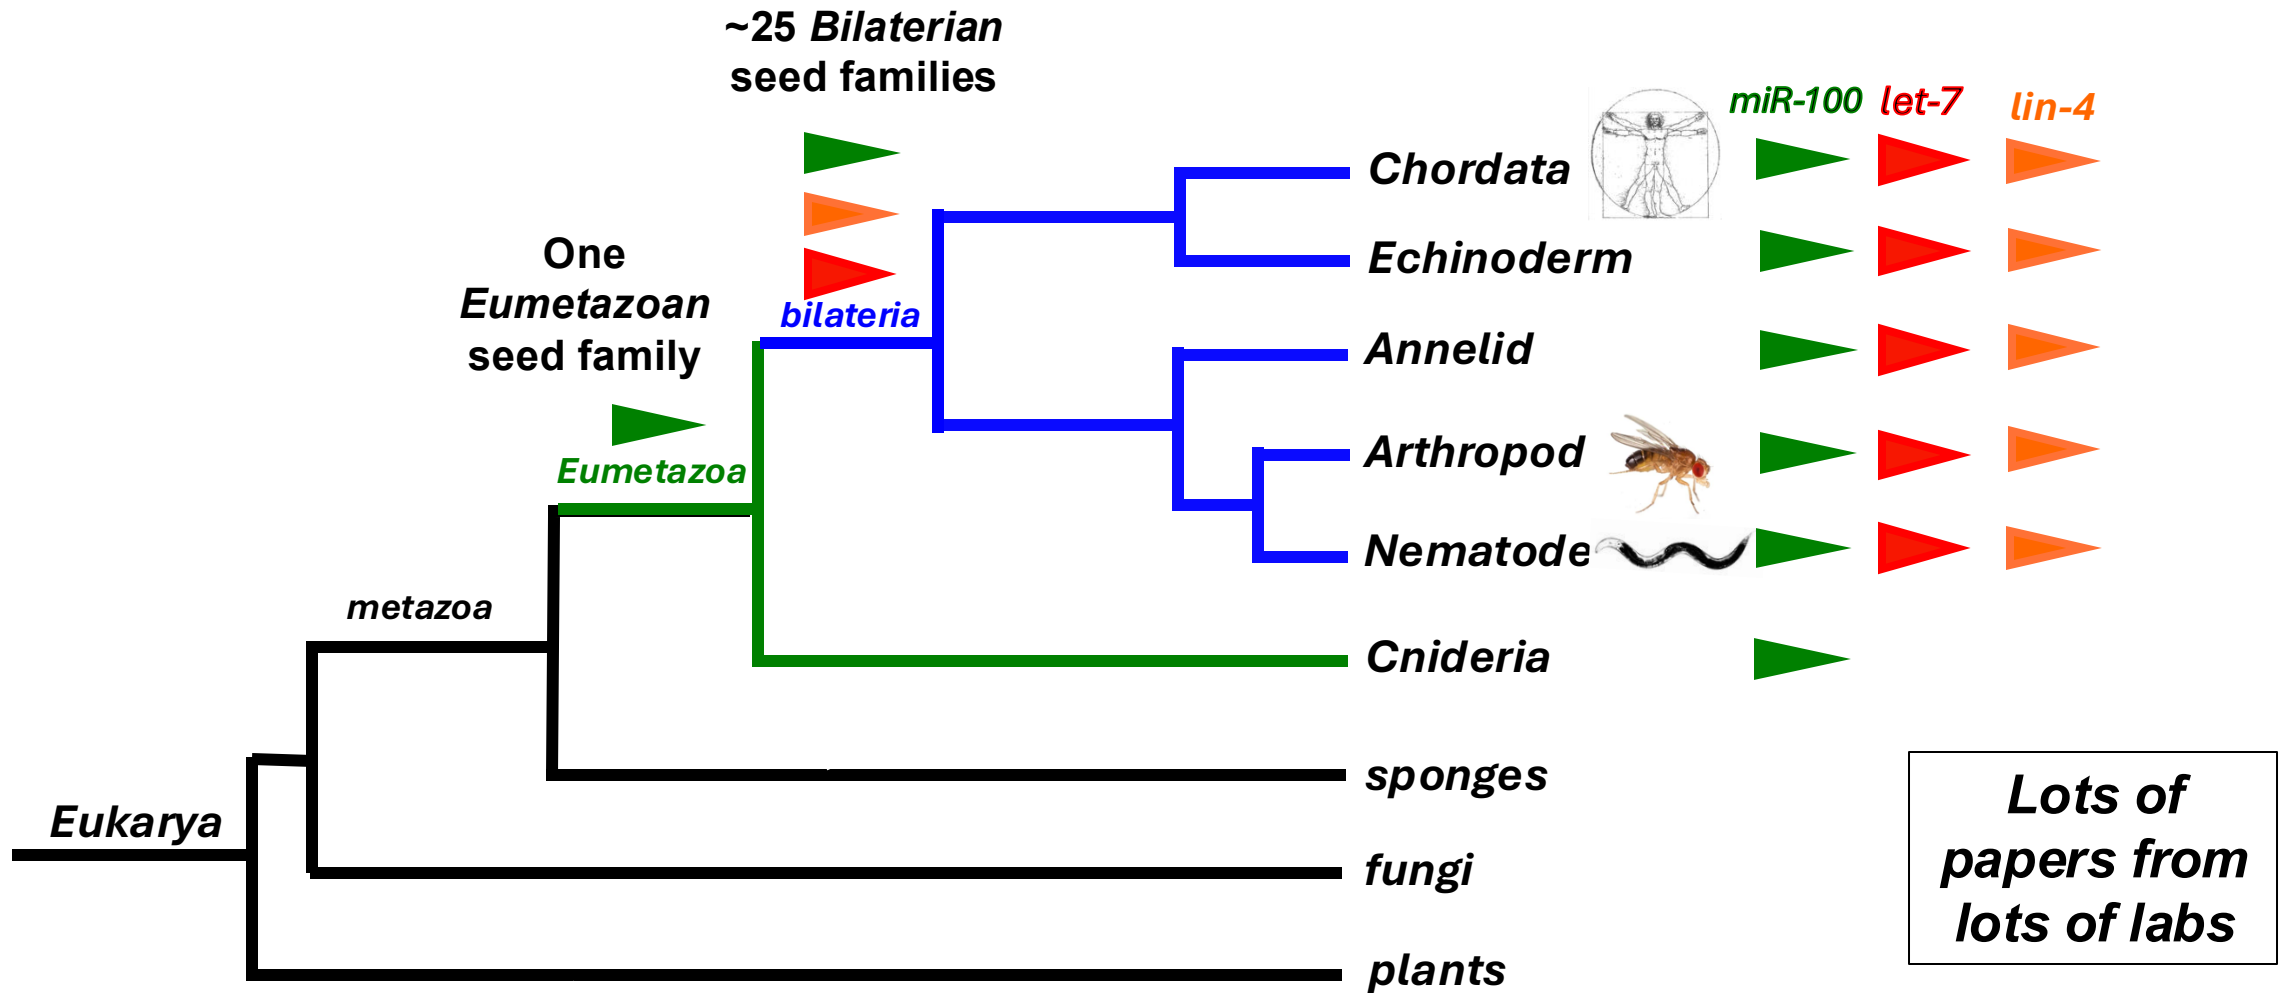 ~25 Bilaterian
seed families
miR-100 let-7 lin-4
Chordata
One
Eumetazoan
seed family
Echinoderm
bilateria
Annelid
Arthropod
Eumetazoa
Nematode
metazoa
Cnideria
sponges
Eukarya
fungi
plants
Lots of
papers from
lots of labs